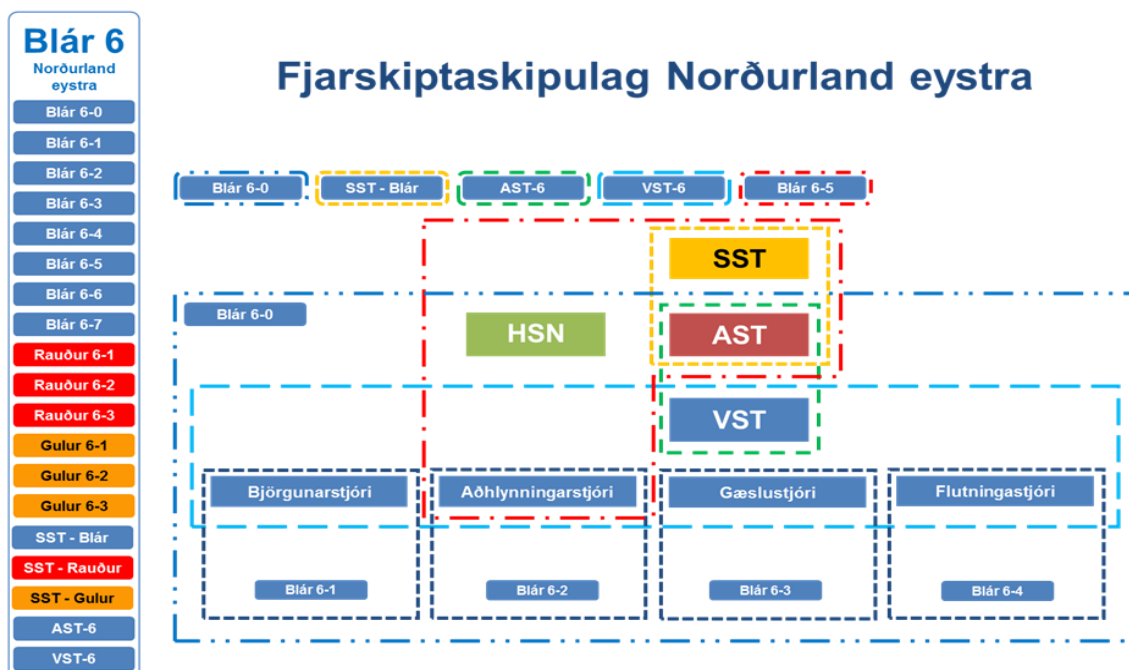 Blár 6
Norðurland
eystra
Blár 6-0
Blár 6-1
Blár 6-2
Blár 6-3
Blár 6-4
Blár 6-5
Blár 6-6
Blár 6-7
Rauður 6-1
Rauður 6-2
Rauður 6-3
Gulur 6-1
Gulur 6-2
Gulur 6-3
SST - Blár
SST - Rauður
SST - Gulur
AST-6
VST-6
Fjarskiptaskipulag Norðurland eystra
Blár 6-0
SST - Blár
AST-6
VST-6
Blár 6-5
SST
Blár 6-0
HSN
AST
VST
Björgunarstjóri
Aðhlynningarstjóri
Gæslustjóri
Flutningastjóri
Blár 6-1
Blár 6-2
Blár 6-3
Blár 6-4